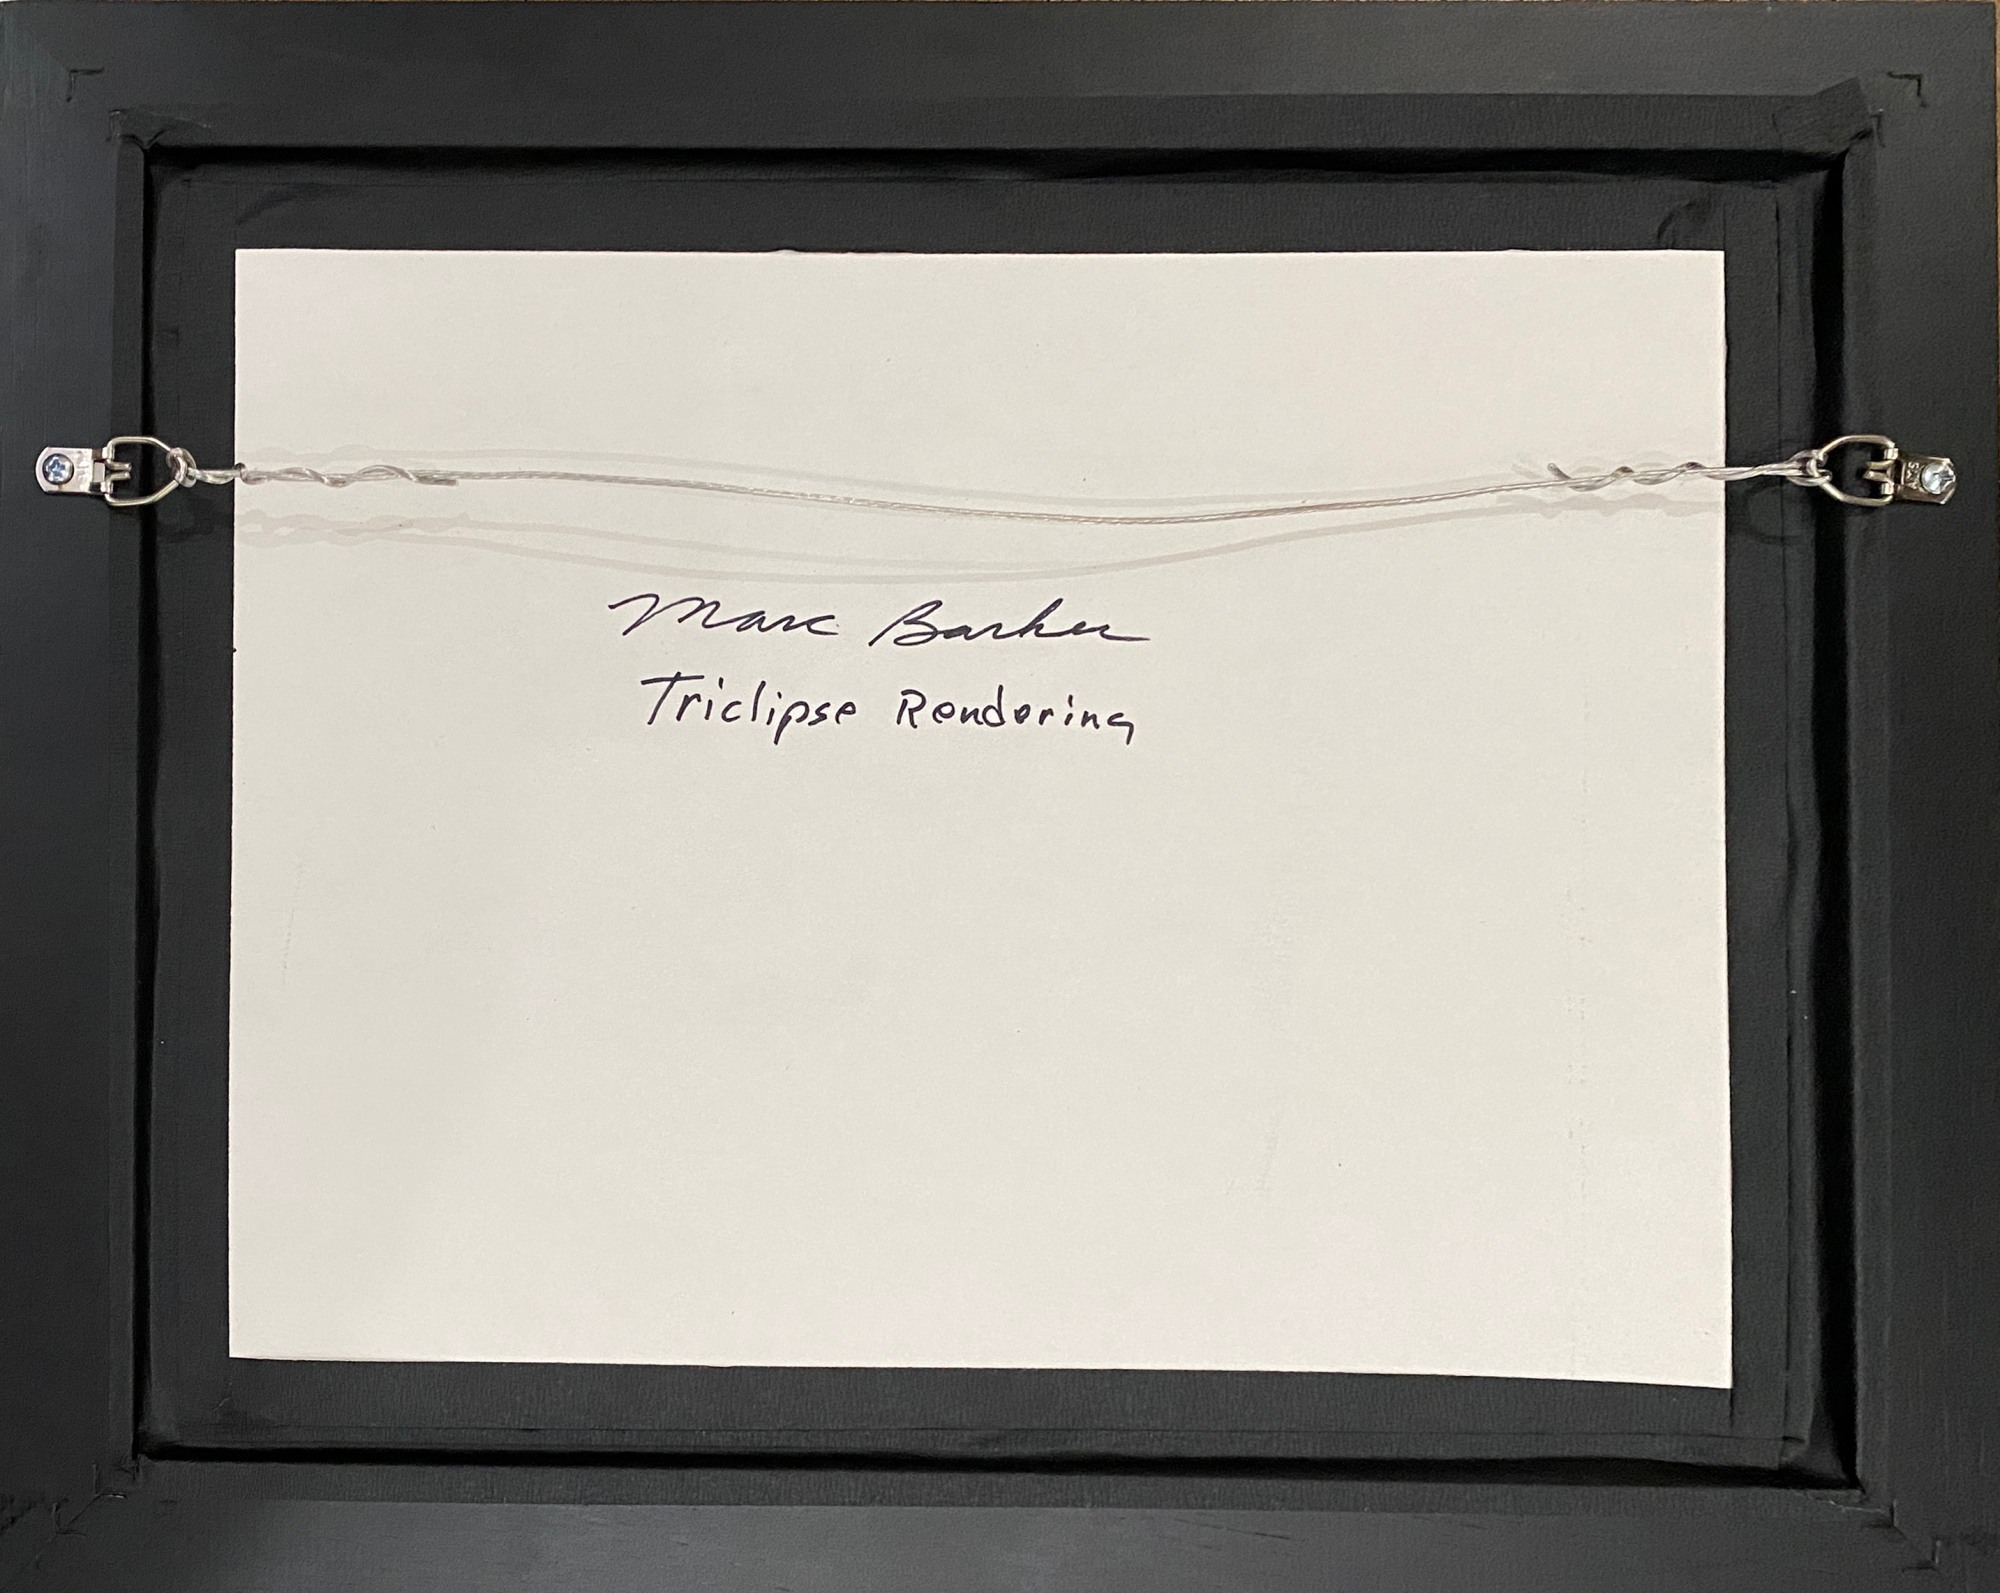 Marc Barker
Triclipse Rendering